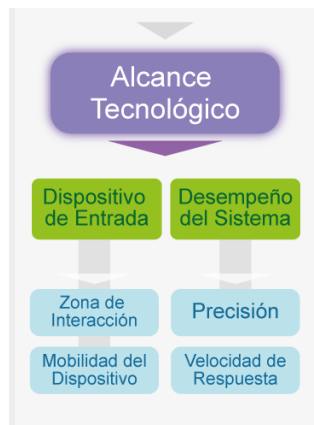 Alcance
Tecnológico
Dispositivo
de Entrada
Desempeño
del Sistema
Zona de
Interacción
Precisión
Mobilidad del
Dispositivo
Velocidad de
Respuesta